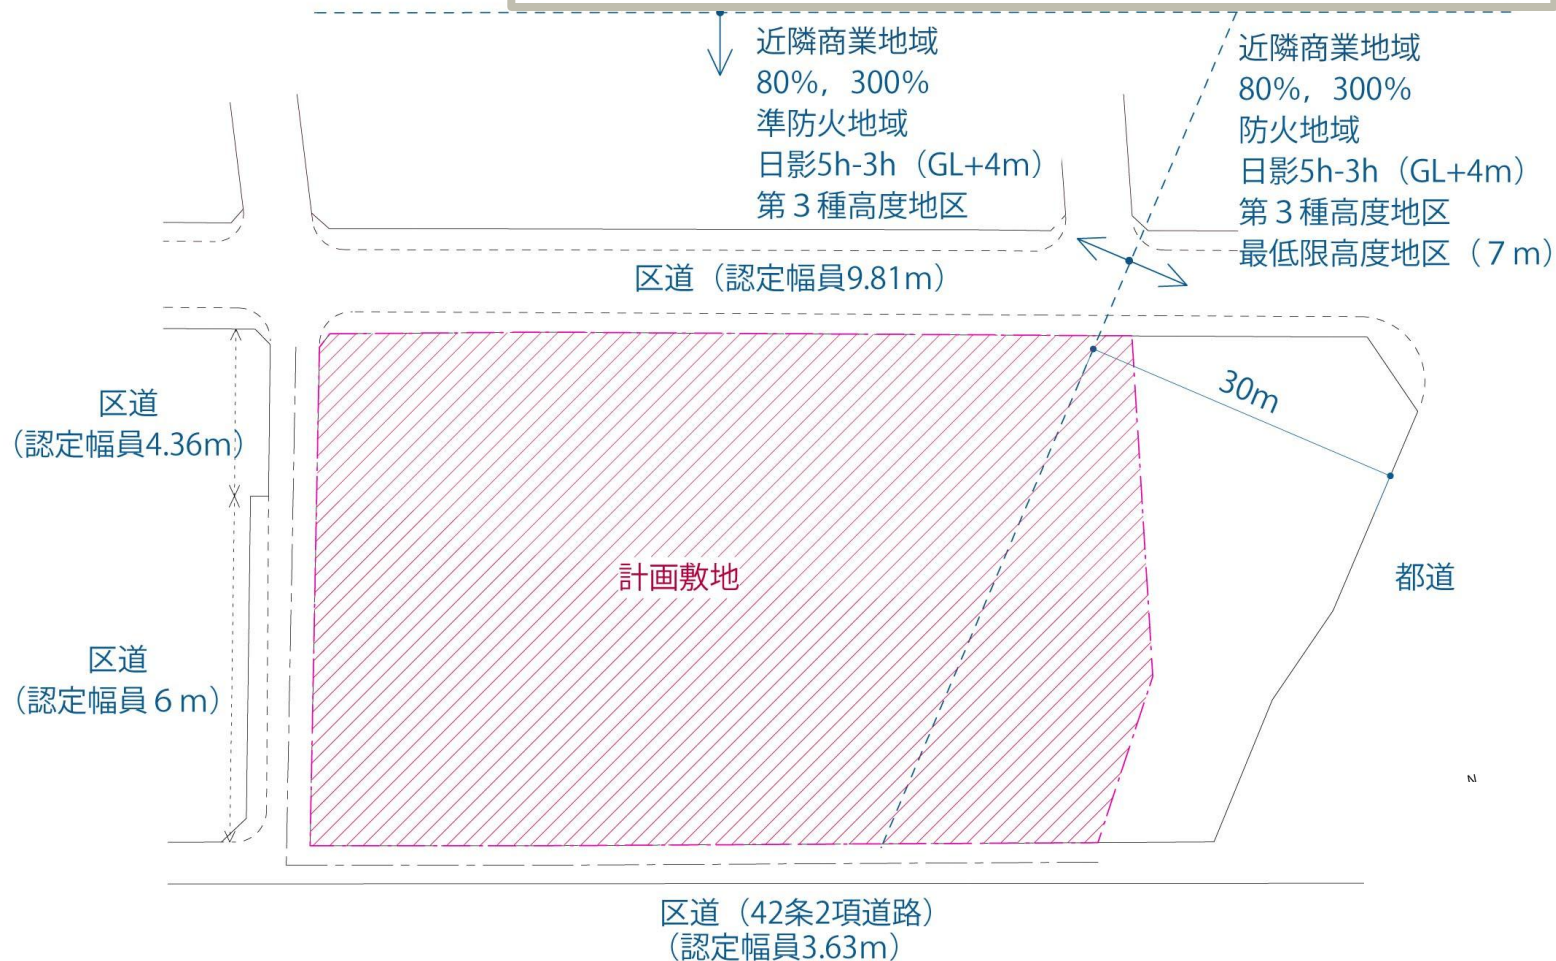 近隣商業地域
80%，300%
準防火地域
日影5h-3h（GL+4m）
第３種高度地区
近隣商業地域
80%，300%
防火地域
日影5h-3h（GL+4m）
第３種高度地区
最低限高度地区（７ｍ）
区道（認定幅員9.81m）
30m
区道
（認定幅員4.36m）
計画敷地
都道
区道
（認定幅員６ｍ）
N
区道（42条2項道路）
（認定幅員3.63m）